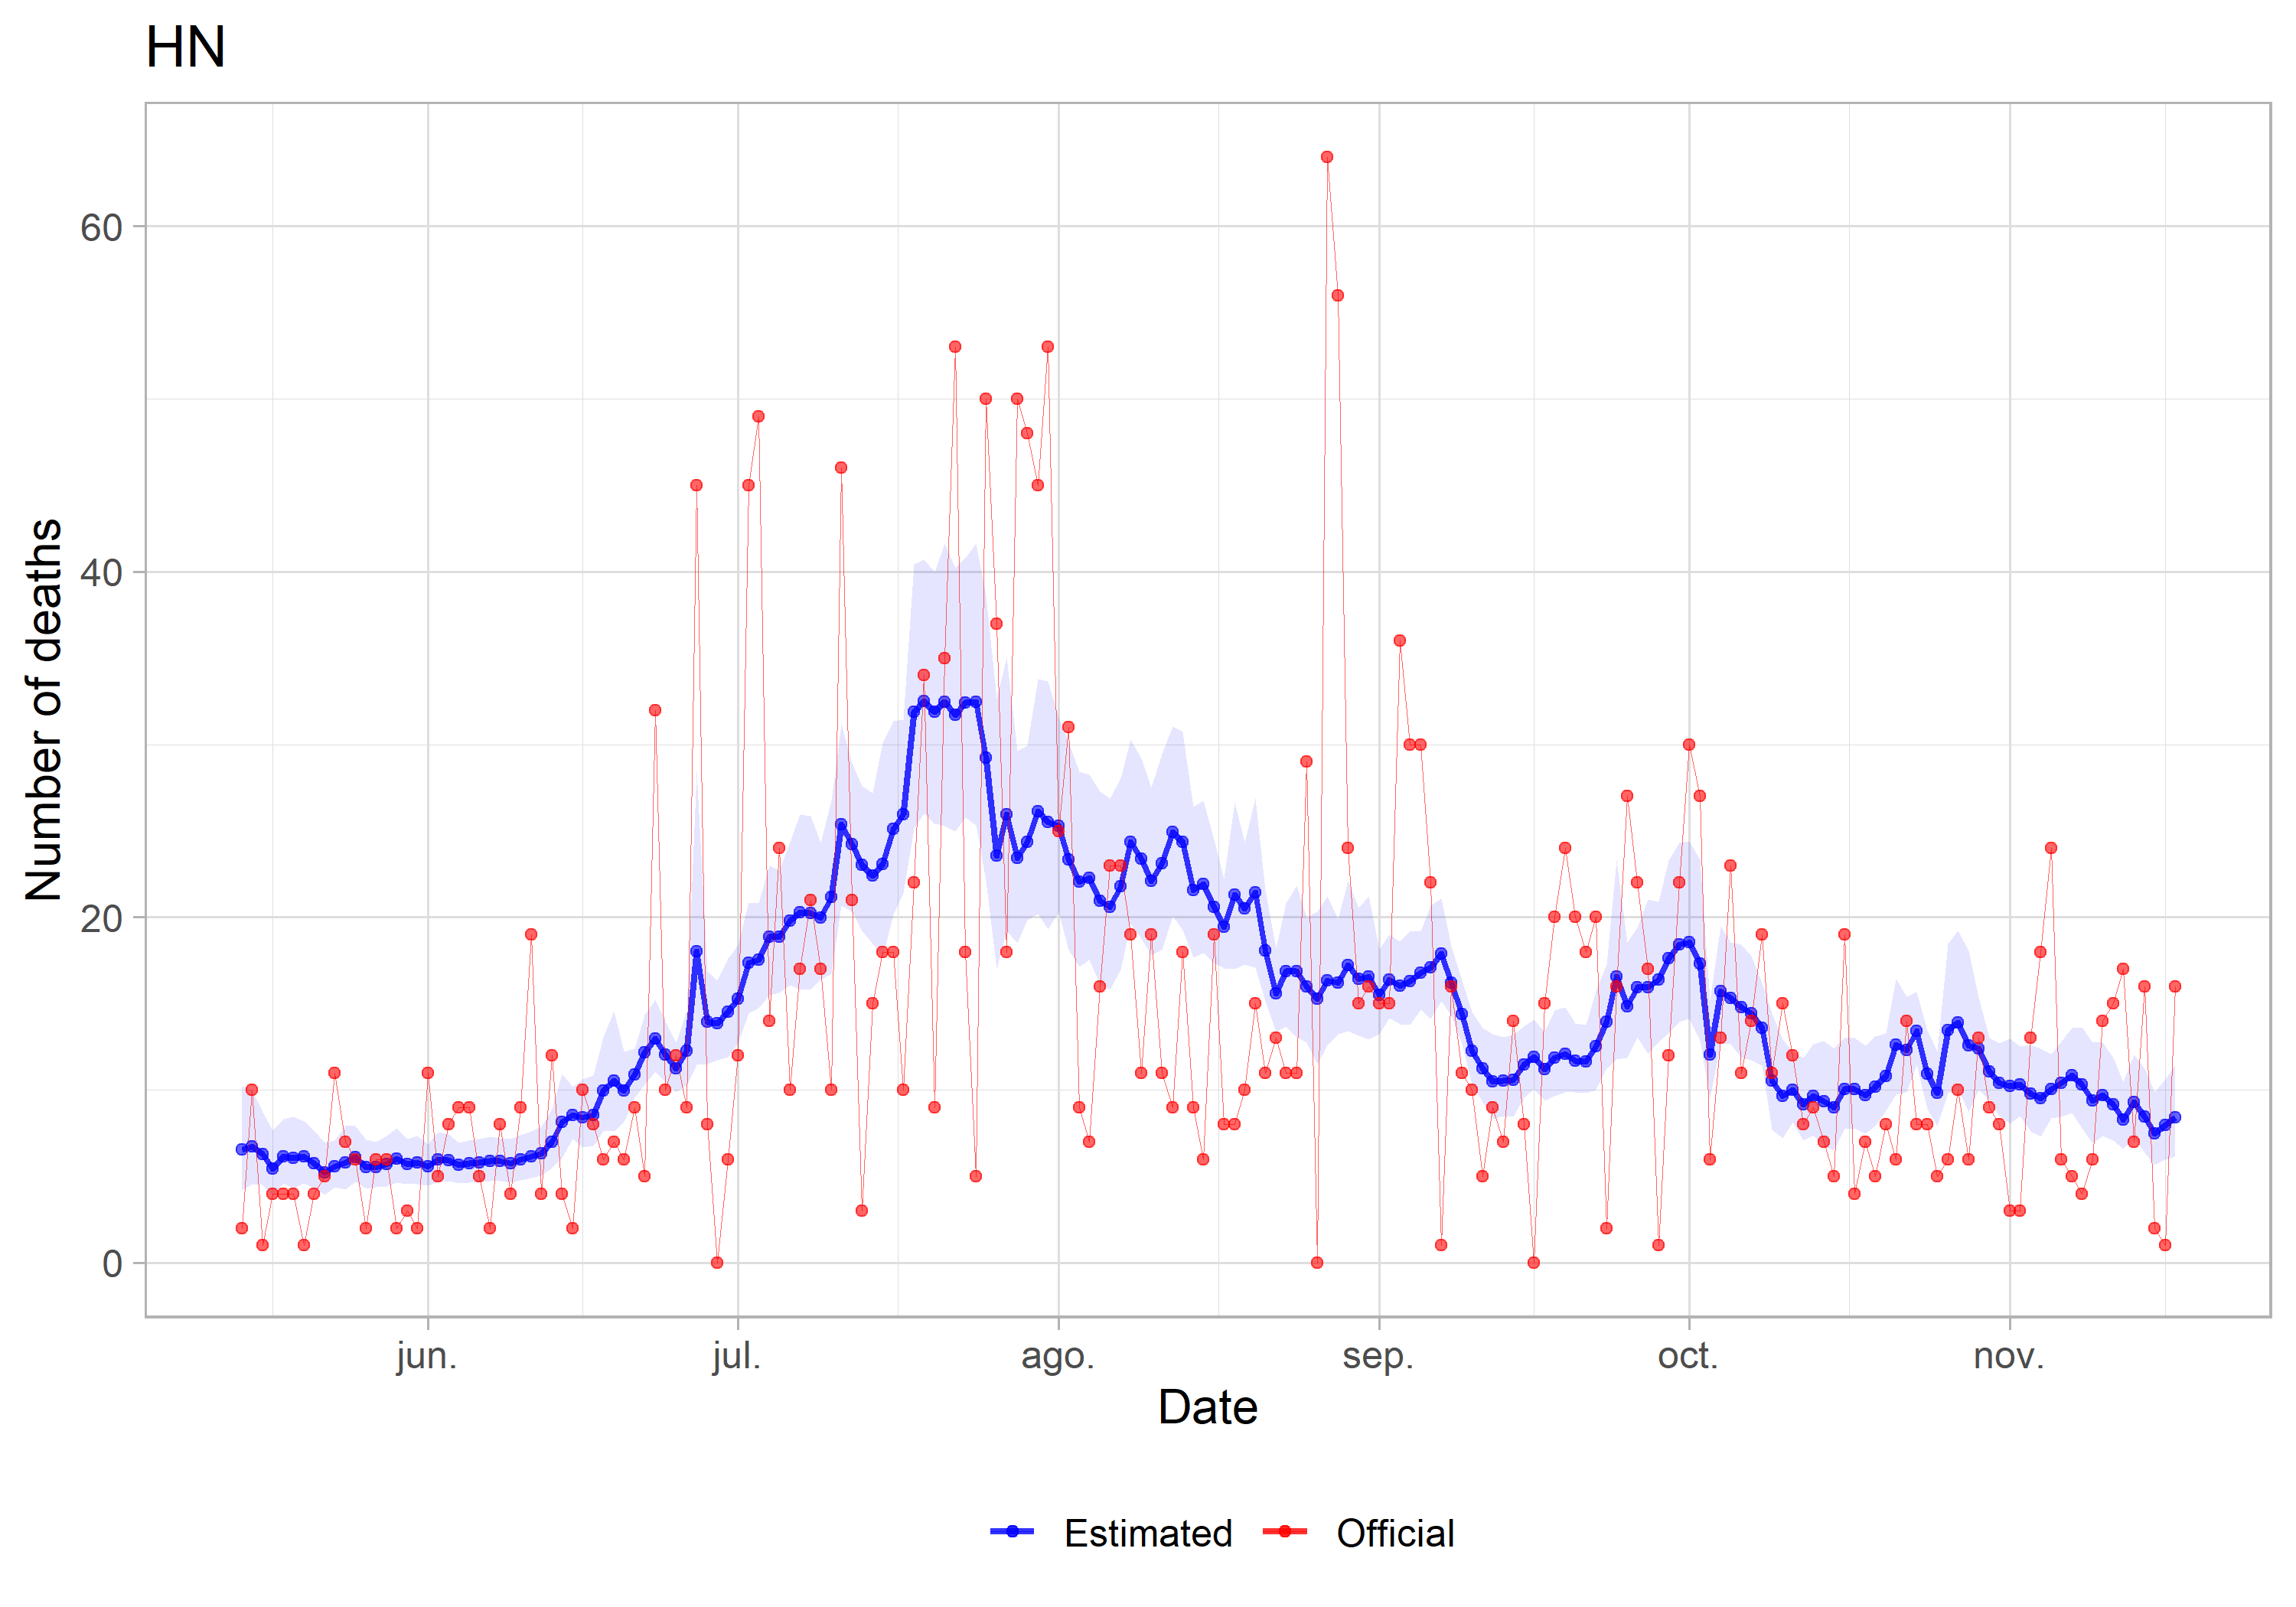 HN
60
40
20
0
Number of deaths
jun. jul. ago. sep. oct. nov.
Date
Estimated Official